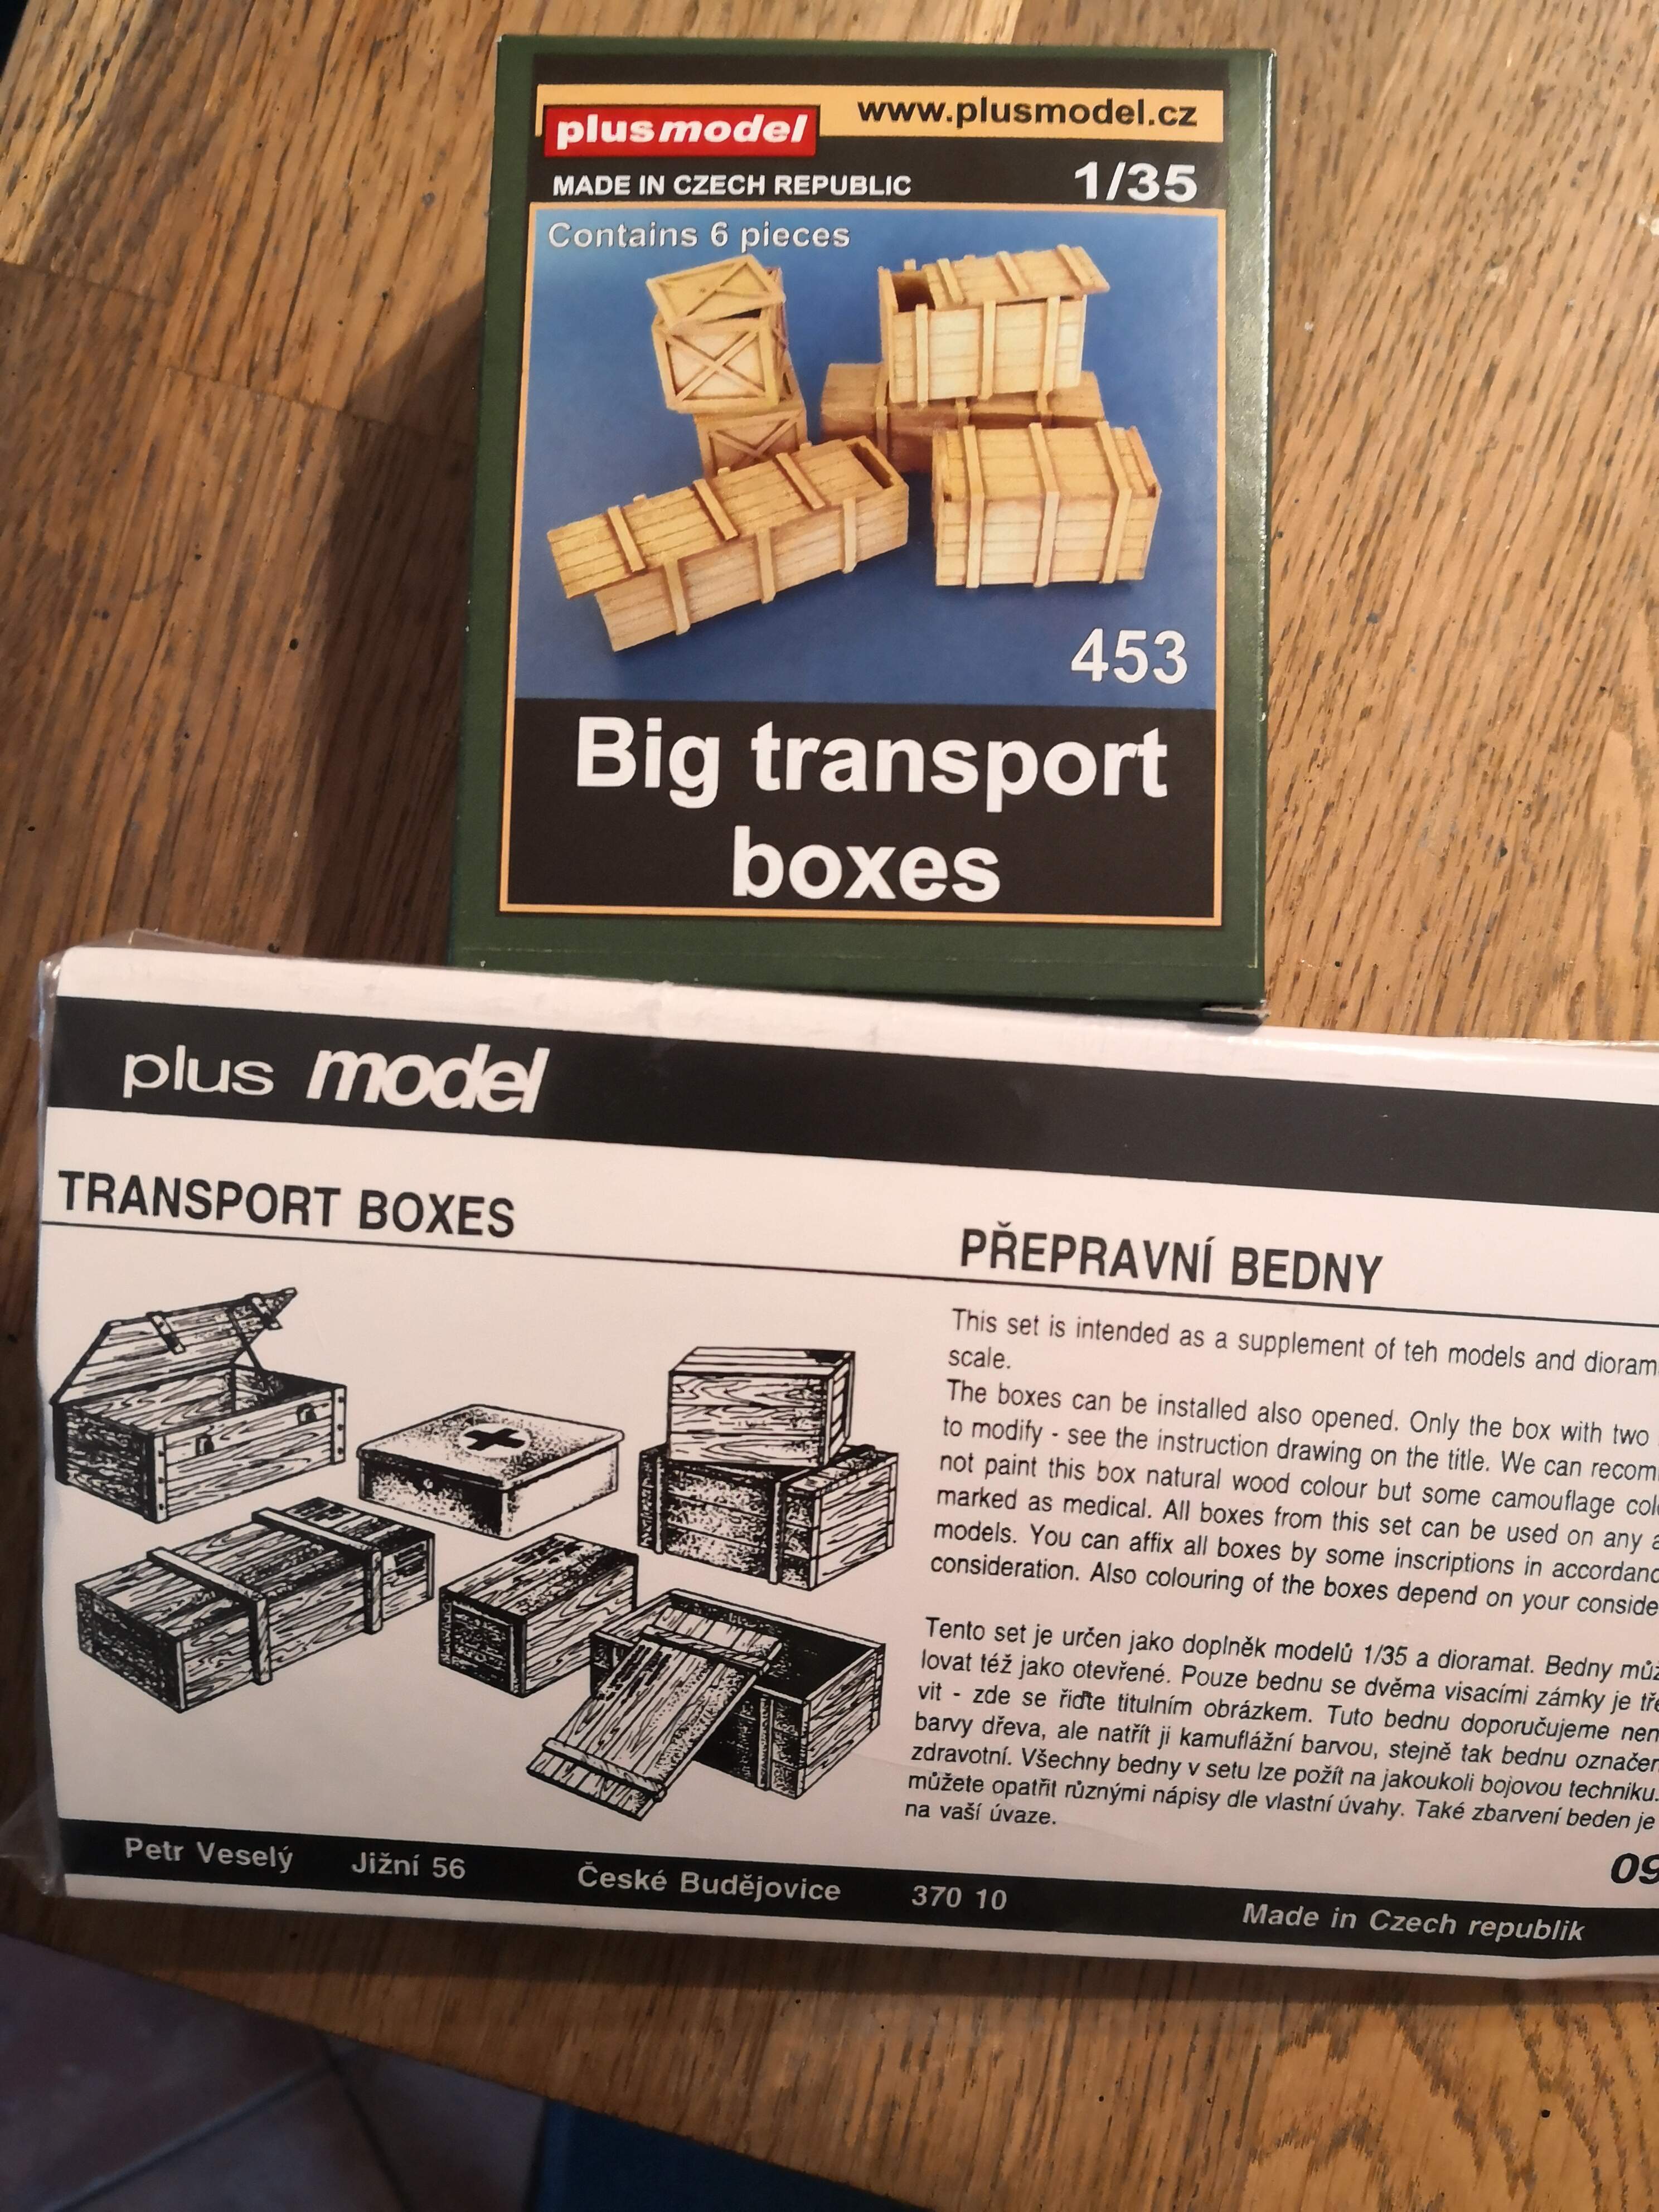 plusmodel
www.plusmodel.cz
MADE IN CZECH REPUBLIC
1/35
Contains 6 pieces
453
Big transport
boxes
plus model
TRANSPORT BOXES
PŘEPRAVNÍ BEDNY
This set is intended as a supplement of teh models and dioram
scale.
The boxes can be installed also opened. Only the box with two
to modify - see the instruction drawing on the title. We can recom
not paint this box natural wood colour but some camouflage col
marked as medical. All boxes from this set can be used on any a
models. You can affix all boxes by some inscriptions in accordanc
consideration. Also colouring of the boxes depend on your conside
Tento set je určen jako doplněk modelů 1/35 a dioramat. Bedny můž
lovat též jako otevřené. Pouze bednu se dvěma visacími zámky je tře
vit - zde se řiďte titulním obrázkem. Tuto bednu doporučujeme nen
barvy dřeva, ale natřít ji kamuflážní barvou, stejně tak bednu označen
zdravotní. Všechny bedny v setu lze požít na jakoukoli bojovou techniku.
můžete opatřit různými nápisy dle vlastní úvahy. Také zbarvení beden je
na vaší úvaze.
09
Petr Veselý Jižní 56 České Budějovice 370 10 Made in Czech republik